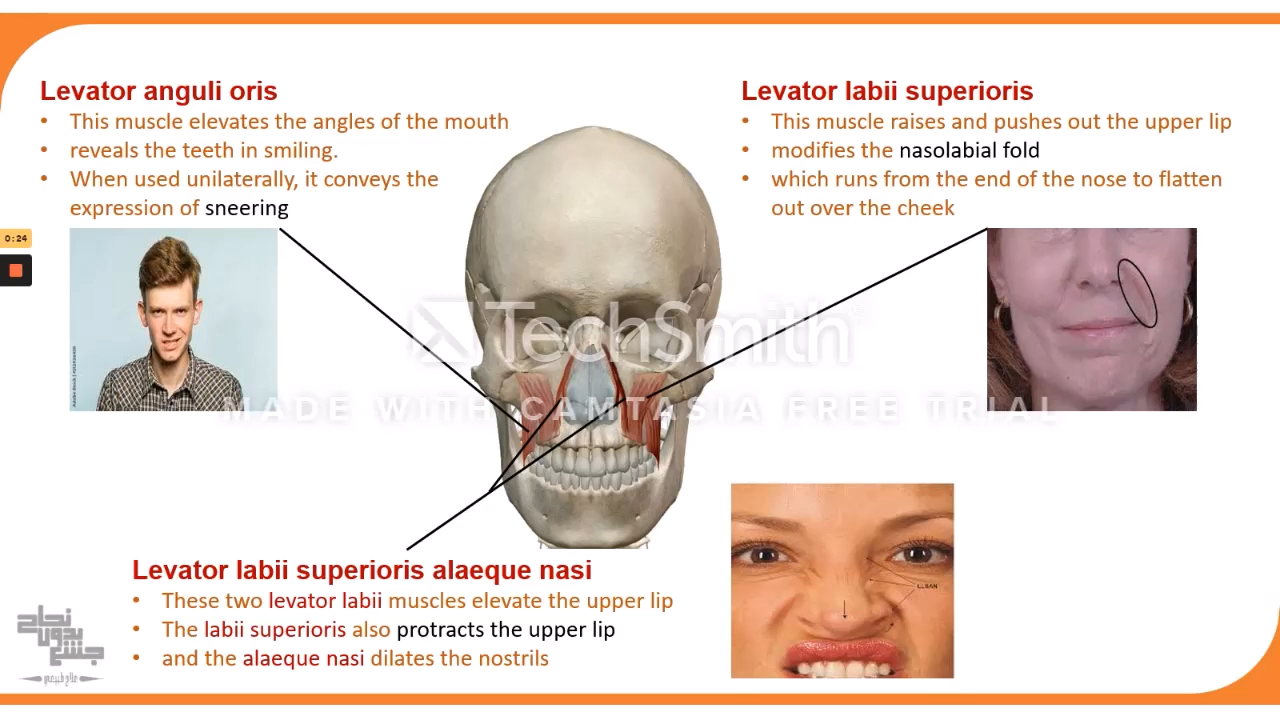 Levator anguli oris
• This muscle elevates the angles of the mouth
• reveals the teeth in smiling.
• When used unilaterally, it conveys the
expression of sneering
Levator labii superioris
• This muscle raises and pushes out the upper lip
• modifies the nasolabial fold
• which runs from the end of the nose to flatten
out over the cheek
0:24
TechSmith
MADE WITH CAMTASIA FREE TRIAL
LLSAN
Levator labii superioris alaeque nasi
• These two levator labii muscles elevate the upper lip
• The labii superioris also protracts the upper lip
• and the alaeque nasi dilates the nostrils
نجاح
بدون
علاج طبيعي